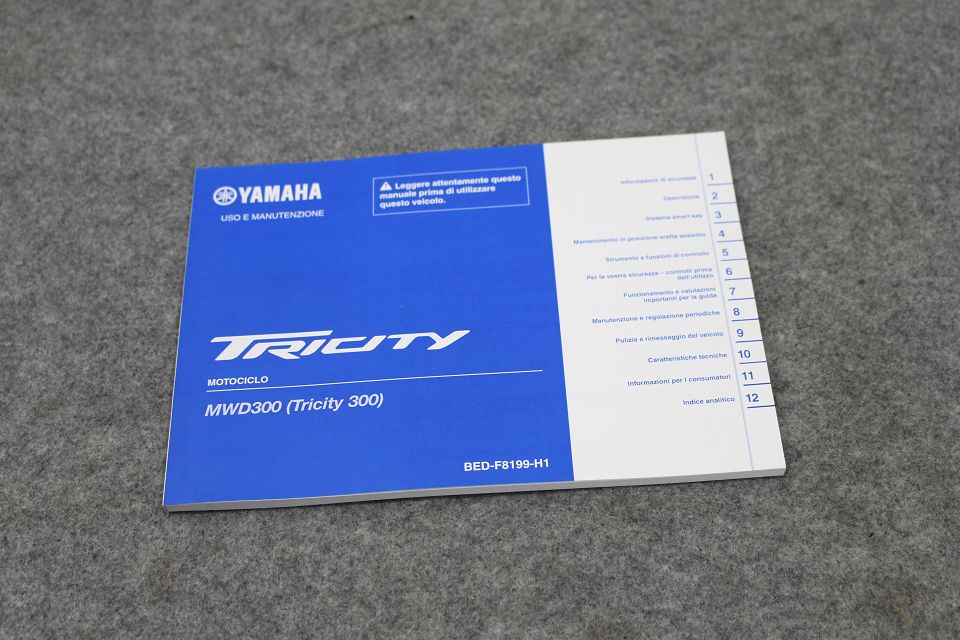 YAMAHA
USO E MANUTENZIONE
Leggere attentamente questo
manuale prima di utilizzare
questo veicolo.
TRICITY
MOTOCICLO
MWD300 (Tricity 300)
BED-F8199-H1
Informazioni di sicurezza 1
Descrizione 2
Sistema smart key 3
Mantenimento in posizione eretta assistito 4
Strumento e funzioni di controllo 5
Per la vostra sicurezza – controlli prima
dell'utilizzo 6
Funzionamento e valutazioni
importanti per la guida 7
Manutenzione e regolazione periodiche 8
Pulizia e rimessaggio del veicolo 9
Caratteristiche tecniche 10
Informazioni per i consumatori 11
Indice analitico 12